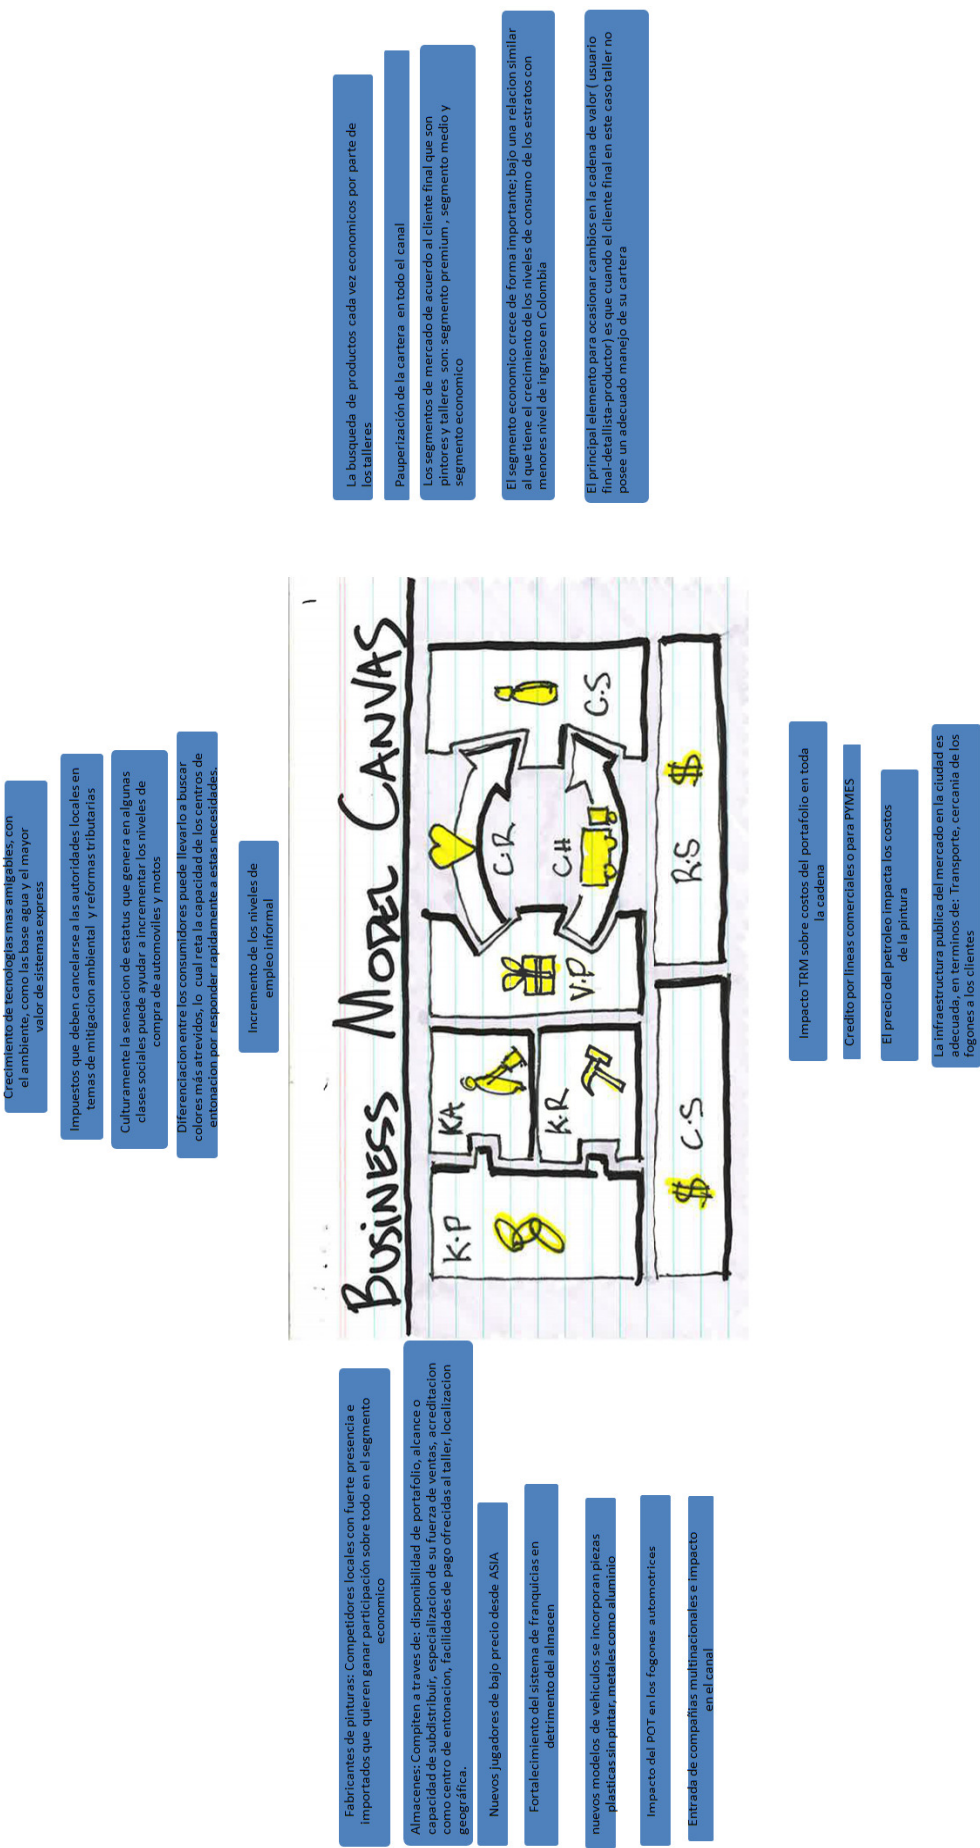 Crecimiento de tecnologias mas amigables, con
el ambiente, como las base agua y el mayor
valor de sistemas express
Impuestos que deben cancelarse a las autoridades locales en
temas de mitigacion ambiental y reformas tributarias
Culturamente la sensacion de estatus que genera en algunas
clases sociales puede ayudar a incrementar los niveles de
compra de automoviles y motos
Diferenciacion entre los consumidores puede llevarlo a buscar
colores más atrevidos, lo cual reta la capacidad de los centros de
entonacion por responder rapidamente a estas necesidades.
Incremento de los niveles de
empleo informal
Fabricantes de pinturas: Competidores locales con fuerte presencia e
importados que quieren ganar participación sobre todo en el segmento
economico
Almacenes: Compiten a traves de: disponibilidad de portafolio, alcance o
capacidad de subdistribuir, especializacion de su fuerza de ventas, acreditacion
como centro de entonacion, facilidades de pago ofrecidas al taller, localizacion
geográfica.
Nuevos jugadores de bajo precio desde ASIA
Fortalecimiento del sistema de franquicias en
detrimento del almacen
nuevos modelos de vehiculos se incorporan piezas
plasticas sin pintar, metales como aluminio
Impacto del POT en los fogones automotrices
Entrada de compañias multinacionales e impacto
en el canal
BUSINESS MODEL CANVAS
K.P
KA
K.R
V.P
C.R
C.H
C.S
$ C.S
R.S $
La busqueda de productos cada vez economicos por parte de
los talleres
Pauperización de la cartera en todo el canal
Los segmentos de mercado de acuerdo al cliente final que son
pintores y talleres son: segmento premium , segmento medio y
segmento economico
El segmento economico crece de forma importante; bajo una relacion similar
al que tiene el crecimiento de los niveles de consumo de los estratos con
menores nivel de ingreso en Colombia
El principal elemento para ocasionar cambios en la cadena de valor ( usuario
final-detallista-productor) es que cuando el cliente final en este caso taller no
posee un adecuado manejo de su cartera
Impacto TRM sobre costos del portafolio en toda
la cadena
Credito por lineas comerciales o para PYMES
El precio del petroleo impacta los costos
de la pintura
La infraestructura publica del mercado en la ciudad es
adecuada, en terminos de: Transporte, cercania de los
fogones a los clientes